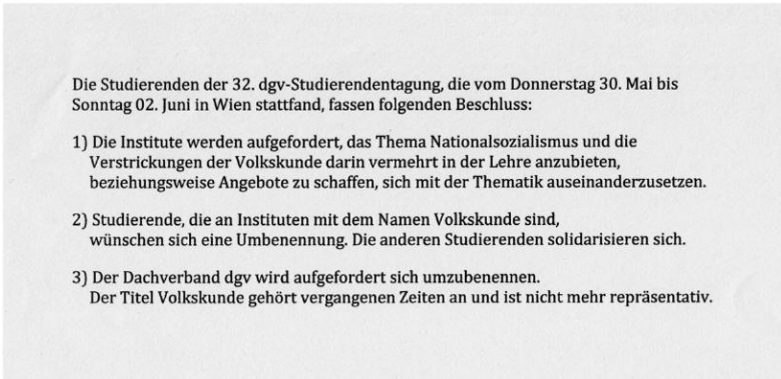 Die Studierenden der 32. dgv-Studierendentagung, die vom Donnerstag 30. Mai bis
Sonntag 02. Juni in Wien stattfand, fassen folgenden Beschluss:
1) Die Institute werden aufgefordert, das Thema Nationalsozialismus und die
Verstrickungen der Volkskunde darin vermehrt in der Lehre anzubieten,
beziehungsweise Angebote zu schaffen, sich mit der Thematik auseinanderzusetzen.
2) Studierende, die an Instituten mit dem Namen Volkskunde sind,
wünschen sich eine Umbenennung. Die anderen Studierenden solidarisieren sich.
3) Der Dachverband dgv wird aufgefordert sich umzubenennen.
Der Titel Volkskunde gehört vergangenen Zeiten an und ist nicht mehr repräsentativ.